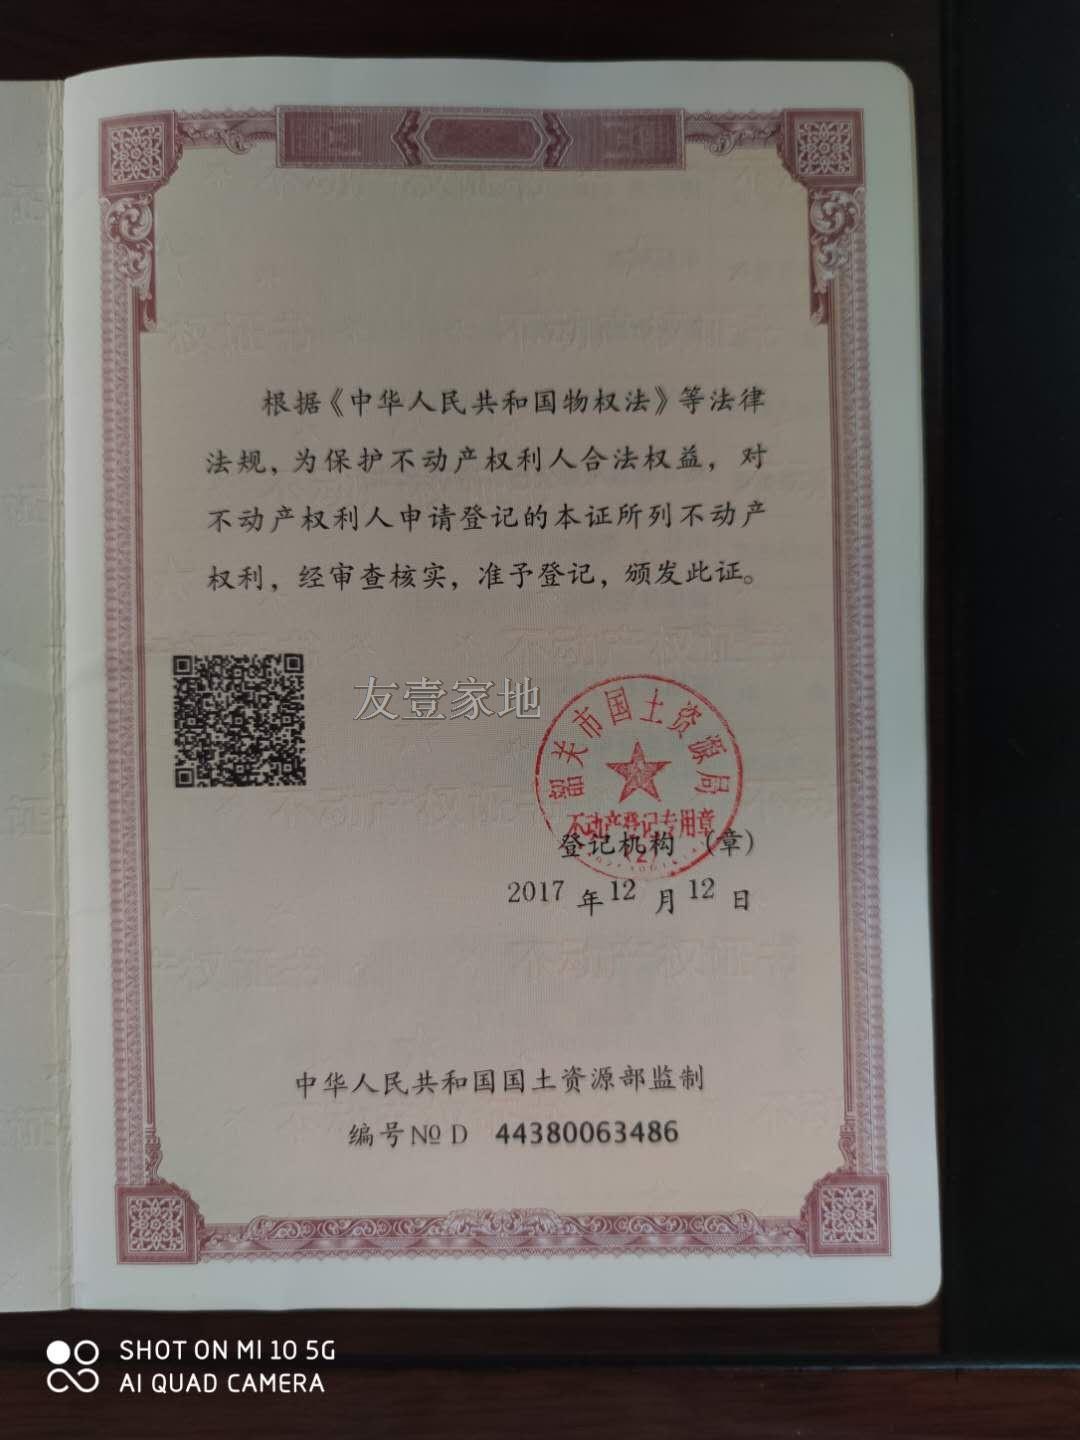 根据《中华人民共和国物权法》等法律
法规，为保护不动产权利人合法权益，对
不动产权利人申请登记的本证所列不动产
权利，经审查核实，准予登记，颁发此证。
友壹家地
韶关市国土资源局
不动产登记专用章
(2)
登记机构 （章）
2017 年 12 月 12 日
中华人民共和国国土资源部监制
编号 № D 44380063486
SHOT ON MI 10 5G
AI QUAD CAMERA